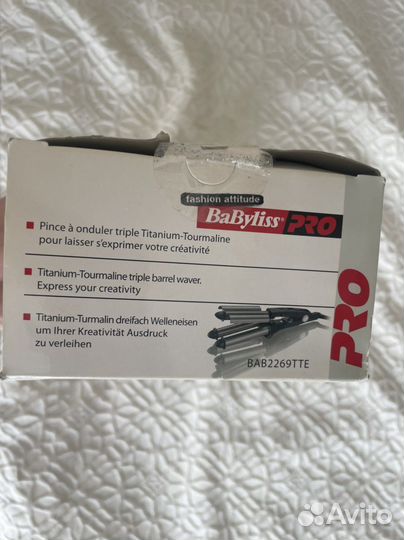 fashion attitude
BaByliss PRO
Pince à onduler triple Titanium-Tourmaline
pour laisser s'exprimer votre créativité
Titanium-Tourmaline triple barrel waver.
Express your creativity
Titanium-Turmalin dreifach Welleneisen
um Ihrer Kreativität Ausdruck
zu verleihen
BAB2269TTE
PRO
Avito